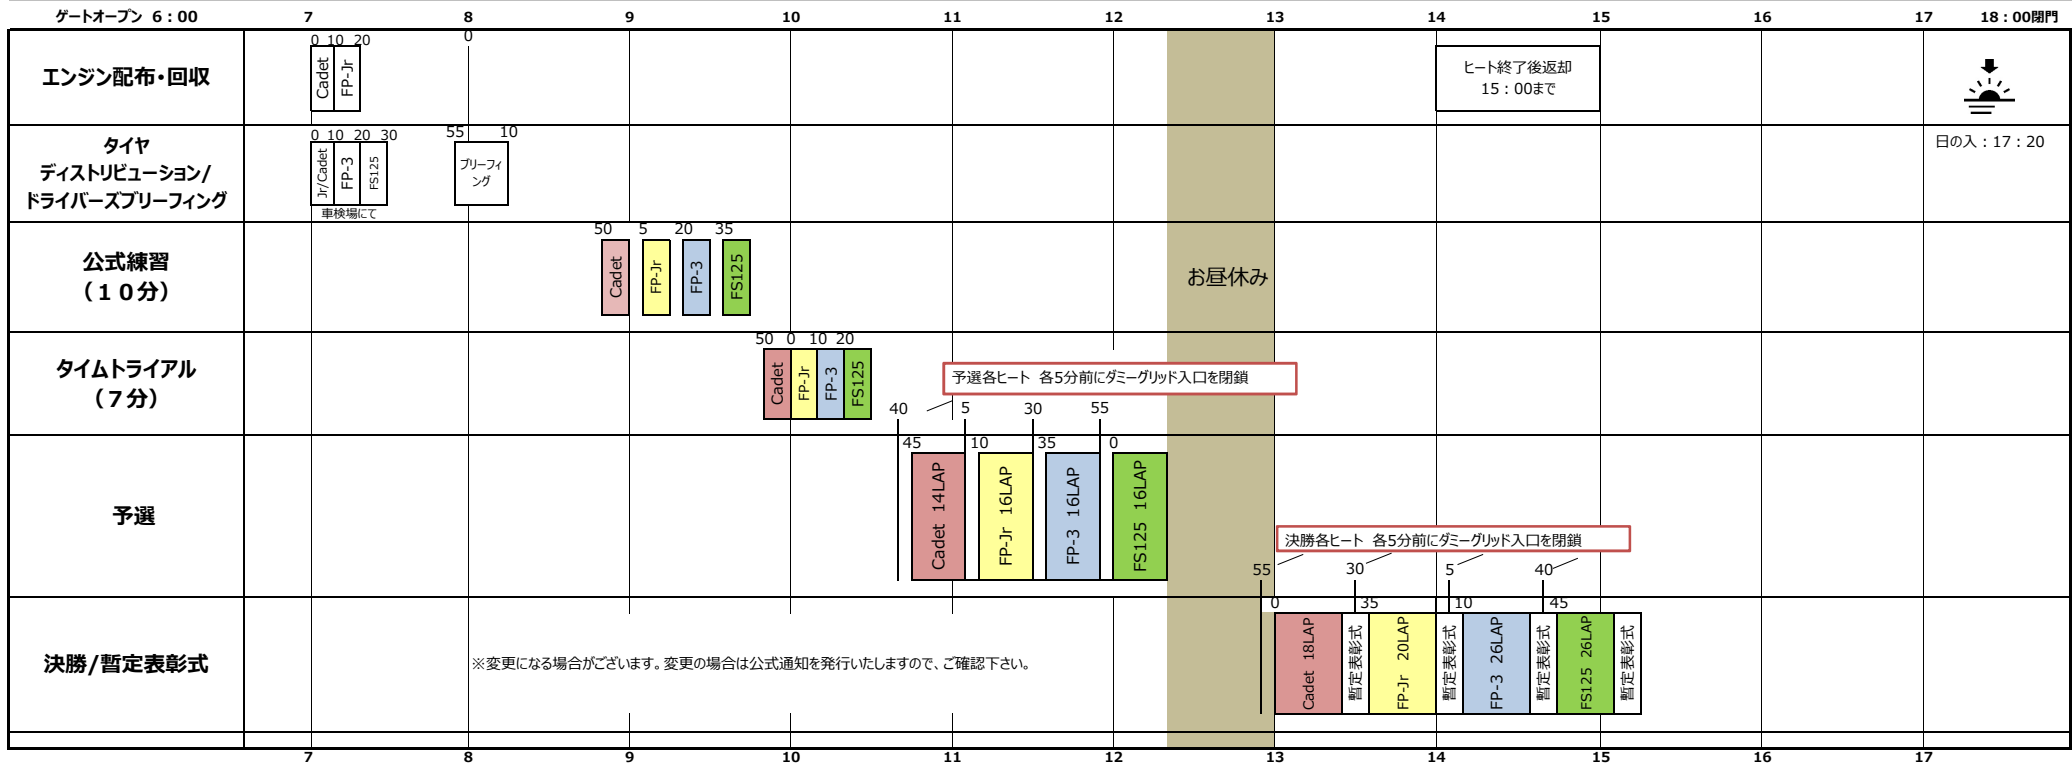 ゲートオープン 6：00
7 8 9 10 11 12 13 14 15 16 17 18：00閉門
エンジン配布・回収
0 10 20 0
Cadet
FP-Jr
ヒート終了後返却
15：00まで
タイヤ
ディストリビューション/
ドライバーズブリーフィング
0 10 20 30 55 10
Jr/Cadet
FP-3
FS125
車検場にて
ブリーフィ
ング
日の入：17：20
公式練習
（１０分）
50 5 20 35
Cadet
FP-Jr
FP-3
FS125
お昼休み
タイムトライアル
（７分）
50 0 10 20
Cadet
FP-Jr
FP-3
FS125
予選各ヒート 各5分前にダミーグリッド入口を閉鎖
40 5 30 55
予選
45 10 35 0
Cadet 14LAP
FP-Jr 16LAP
FP-3 16LAP
FS125 16LAP
決勝各ヒート 各5分前にダミーグリッド入口を閉鎖
55 30 5 40
決勝/暫定表彰式
※変更になる場合がございます。変更の場合は公式通知を発行いたしますので、ご確認下さい。
0 35 10 45
Cadet 18LAP
暫定表彰式
FP-Jr 20LAP
暫定表彰式
FP-3 26LAP
暫定表彰式
FS125 26LAP
暫定表彰式
7 8 9 10 11 12 13 14 15 16 17